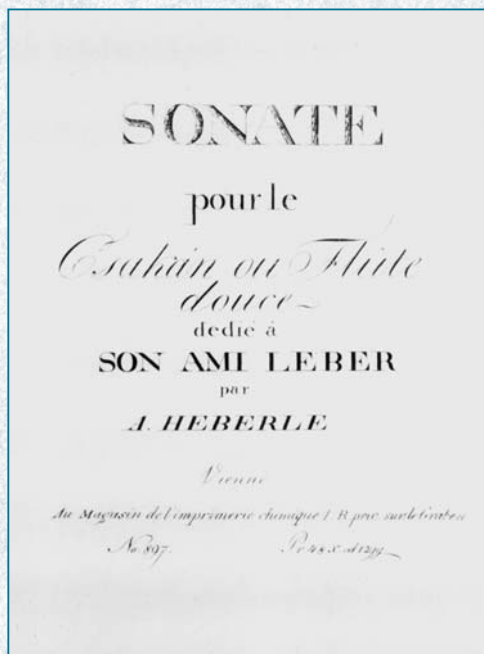 SONATE
pour le
Csakan ou Flûte
douce
dedié à
SON AMI LEBER
par
A. HEBERLE
Vienne
Au Magasin de l'imprimerie chimique I. R. priv. sur le Graben
No. 897.